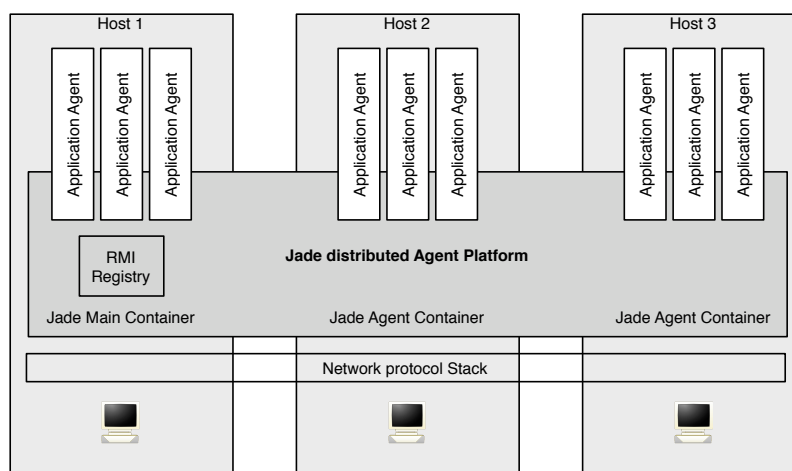 Host 1
Host 2
Host 3
Application Agent
Application Agent
Application Agent
Application Agent
Application Agent
Application Agent
Application Agent
Application Agent
Application Agent
RMI
Registry
Jade distributed Agent Platform
Jade Main Container
Jade Agent Container
Jade Agent Container
Network protocol Stack